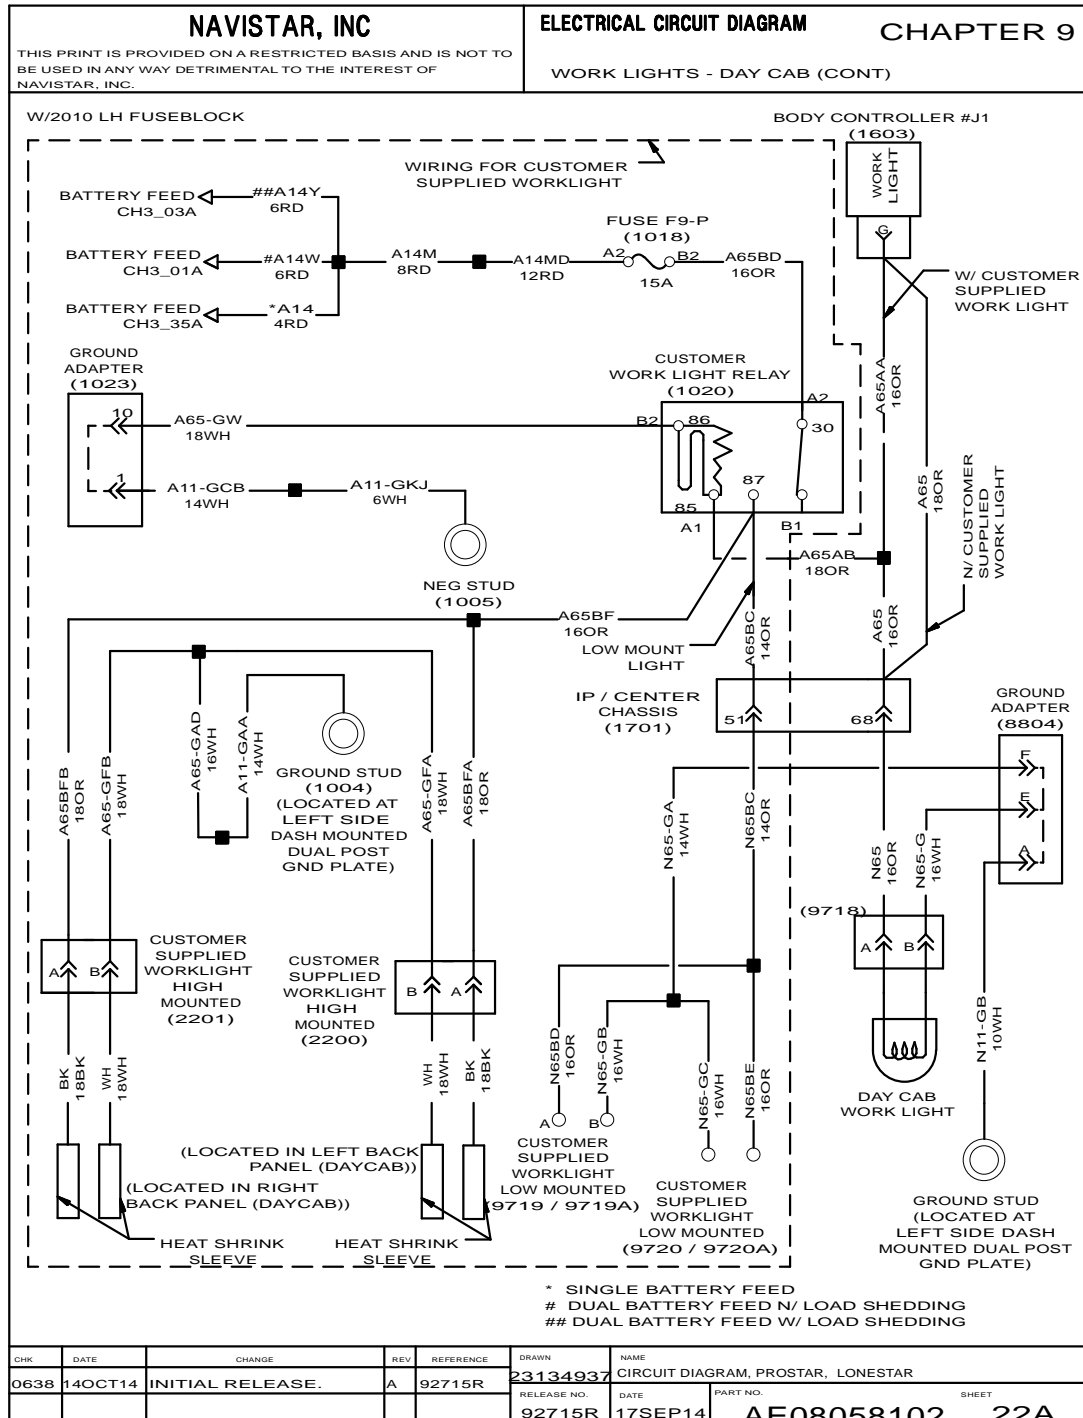 NAVISTAR, INC
THIS PRINT IS PROVIDED ON A RESTRICTED BASIS AND IS NOT TO
BE USED IN ANY WAY DETRIMENTAL TO THE INTEREST OF
NAVISTAR, INC.
ELECTRICAL CIRCUIT DIAGRAM
CHAPTER 9
WORK LIGHTS - DAY CAB (CONT)
W/2010 LH FUSEBLOCK
BODY CONTROLLER #J1
(1603)
WORK
LIGHT
G
WIRING FOR CUSTOMER
SUPPLIED WORKLIGHT
BATTERY FEED
CH3_03A
##A14Y
6RD
BATTERY FEED
CH3_01A
#A14W
6RD
BATTERY FEED
CH3_35A
*A14
4RD
A14M
8RD
A14MD
12RD
FUSE F9-P
(1018)
A2
B2
15A
A65BD
16OR
W/ CUSTOMER
SUPPLIED
WORK LIGHT
GROUND
ADAPTER
(1023)
10
1
A65-GW
18WH
A11-GCB
14WH
A11-GKJ
6WH
NEG STUD
(1005)
CUSTOMER
WORK LIGHT RELAY
(1020)
A2
B2
86
30
87
85
A1
B1
A65AA
16OR
A65
18OR
N/ CUSTOMER
SUPPLIED
WORK LIGHT
A65AB
18OR
A65BF
16OR
LOW MOUNT
LIGHT
A65BC
14OR
A65
16OR
IP / CENTER
CHASSIS
(1701)
51
68
GROUND
ADAPTER
(8804)
F
E
A
A65BFB
18OR
A65-GFB
18WH
A65-GAD
16WH
A11-GAA
14WH
GROUND STUD
(1004)
(LOCATED AT
LEFT SIDE
DASH MOUNTED
DUAL POST
GND PLATE)
A65-GFA
18WH
A65BFA
18OR
N65-GA
14WH
N65BC
14OR
N65
16OR
N65-G
16WH
(9718)
A
B
A
B
CUSTOMER
SUPPLIED
WORKLIGHT
HIGH
MOUNTED
(2201)
CUSTOMER
SUPPLIED
WORKLIGHT
HIGH
MOUNTED
(2200)
B
A
BK
18BK
WH
18WH
WH
18WH
BK
18BK
N65BD
16OR
N65-GB
16WH
N65-GC
16WH
N65BE
16OR
N11-GB
10WH
DAY CAB
WORK LIGHT
A
B
CUSTOMER
SUPPLIED
WORKLIGHT
LOW MOUNTED
(9719 / 9719A)
CUSTOMER
SUPPLIED
WORKLIGHT
LOW MOUNTED
(9720 / 9720A)
(LOCATED IN LEFT BACK
PANEL (DAYCAB))
(LOCATED IN RIGHT
BACK PANEL (DAYCAB))
HEAT SHRINK
SLEEVE
HEAT SHRINK
SLEEVE
GROUND STUD
(LOCATED AT
LEFT SIDE DASH
MOUNTED DUAL POST
GND PLATE)
* SINGLE BATTERY FEED
# DUAL BATTERY FEED N/ LOAD SHEDDING
## DUAL BATTERY FEED W/ LOAD SHEDDING
CHK DATE CHANGE REV REFERENCE
0638 14OCT14 INITIAL RELEASE. A 92715R
DRAWN
23134937
NAME
CIRCUIT DIAGRAM, PROSTAR, LONESTAR
RELEASE NO.
92715R
DATE
17SEP14
PART NO.
AE08058102
SHEET
22A